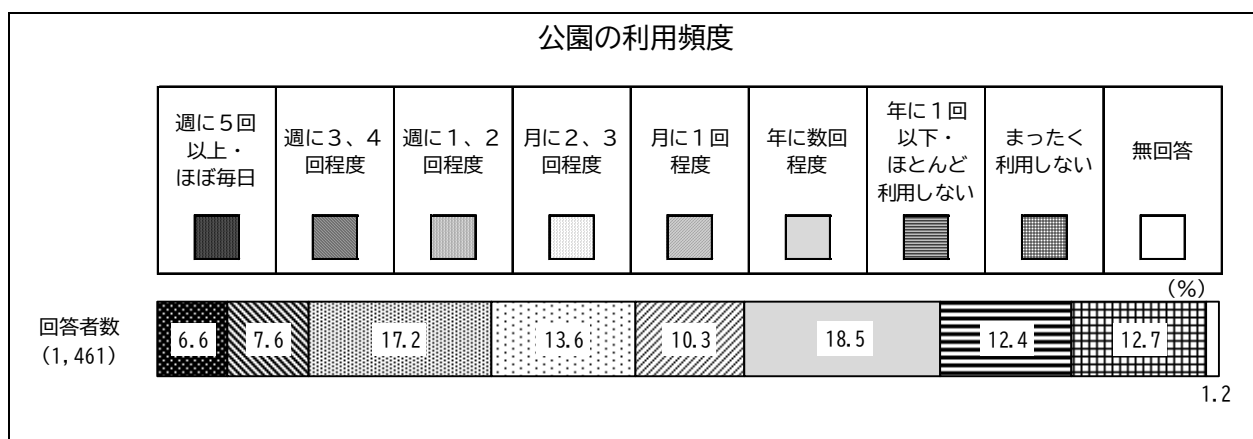 公園の利用頻度
週に５回
以上・
ほぼ毎日
週に３、４
回程度
週に１、２
回程度
月に２、３
回程度
月に１回
程度
年に数回
程度
年に１回
以下・
ほとんど
利用しない
まったく
利用しない
無回答
(%)
回答者数
(1,461)
6.6
7.6
17.2
13.6
10.3
18.5
12.4
12.7
1.2